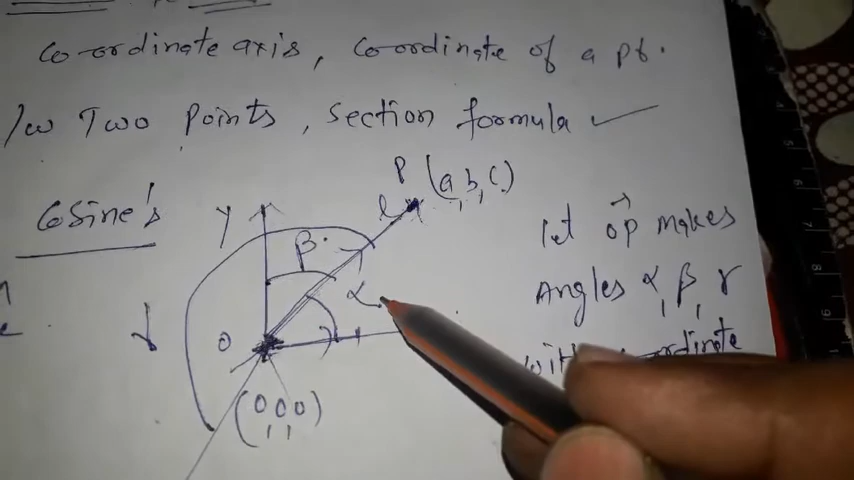 Co-ordinate axis, Co-ordinate of a pt.
/w Two Points, section formula
Cosine's
P (a, b, c)
Y
β
α
O
(0, 0, 0)
let op makes
Angles α, β, γ